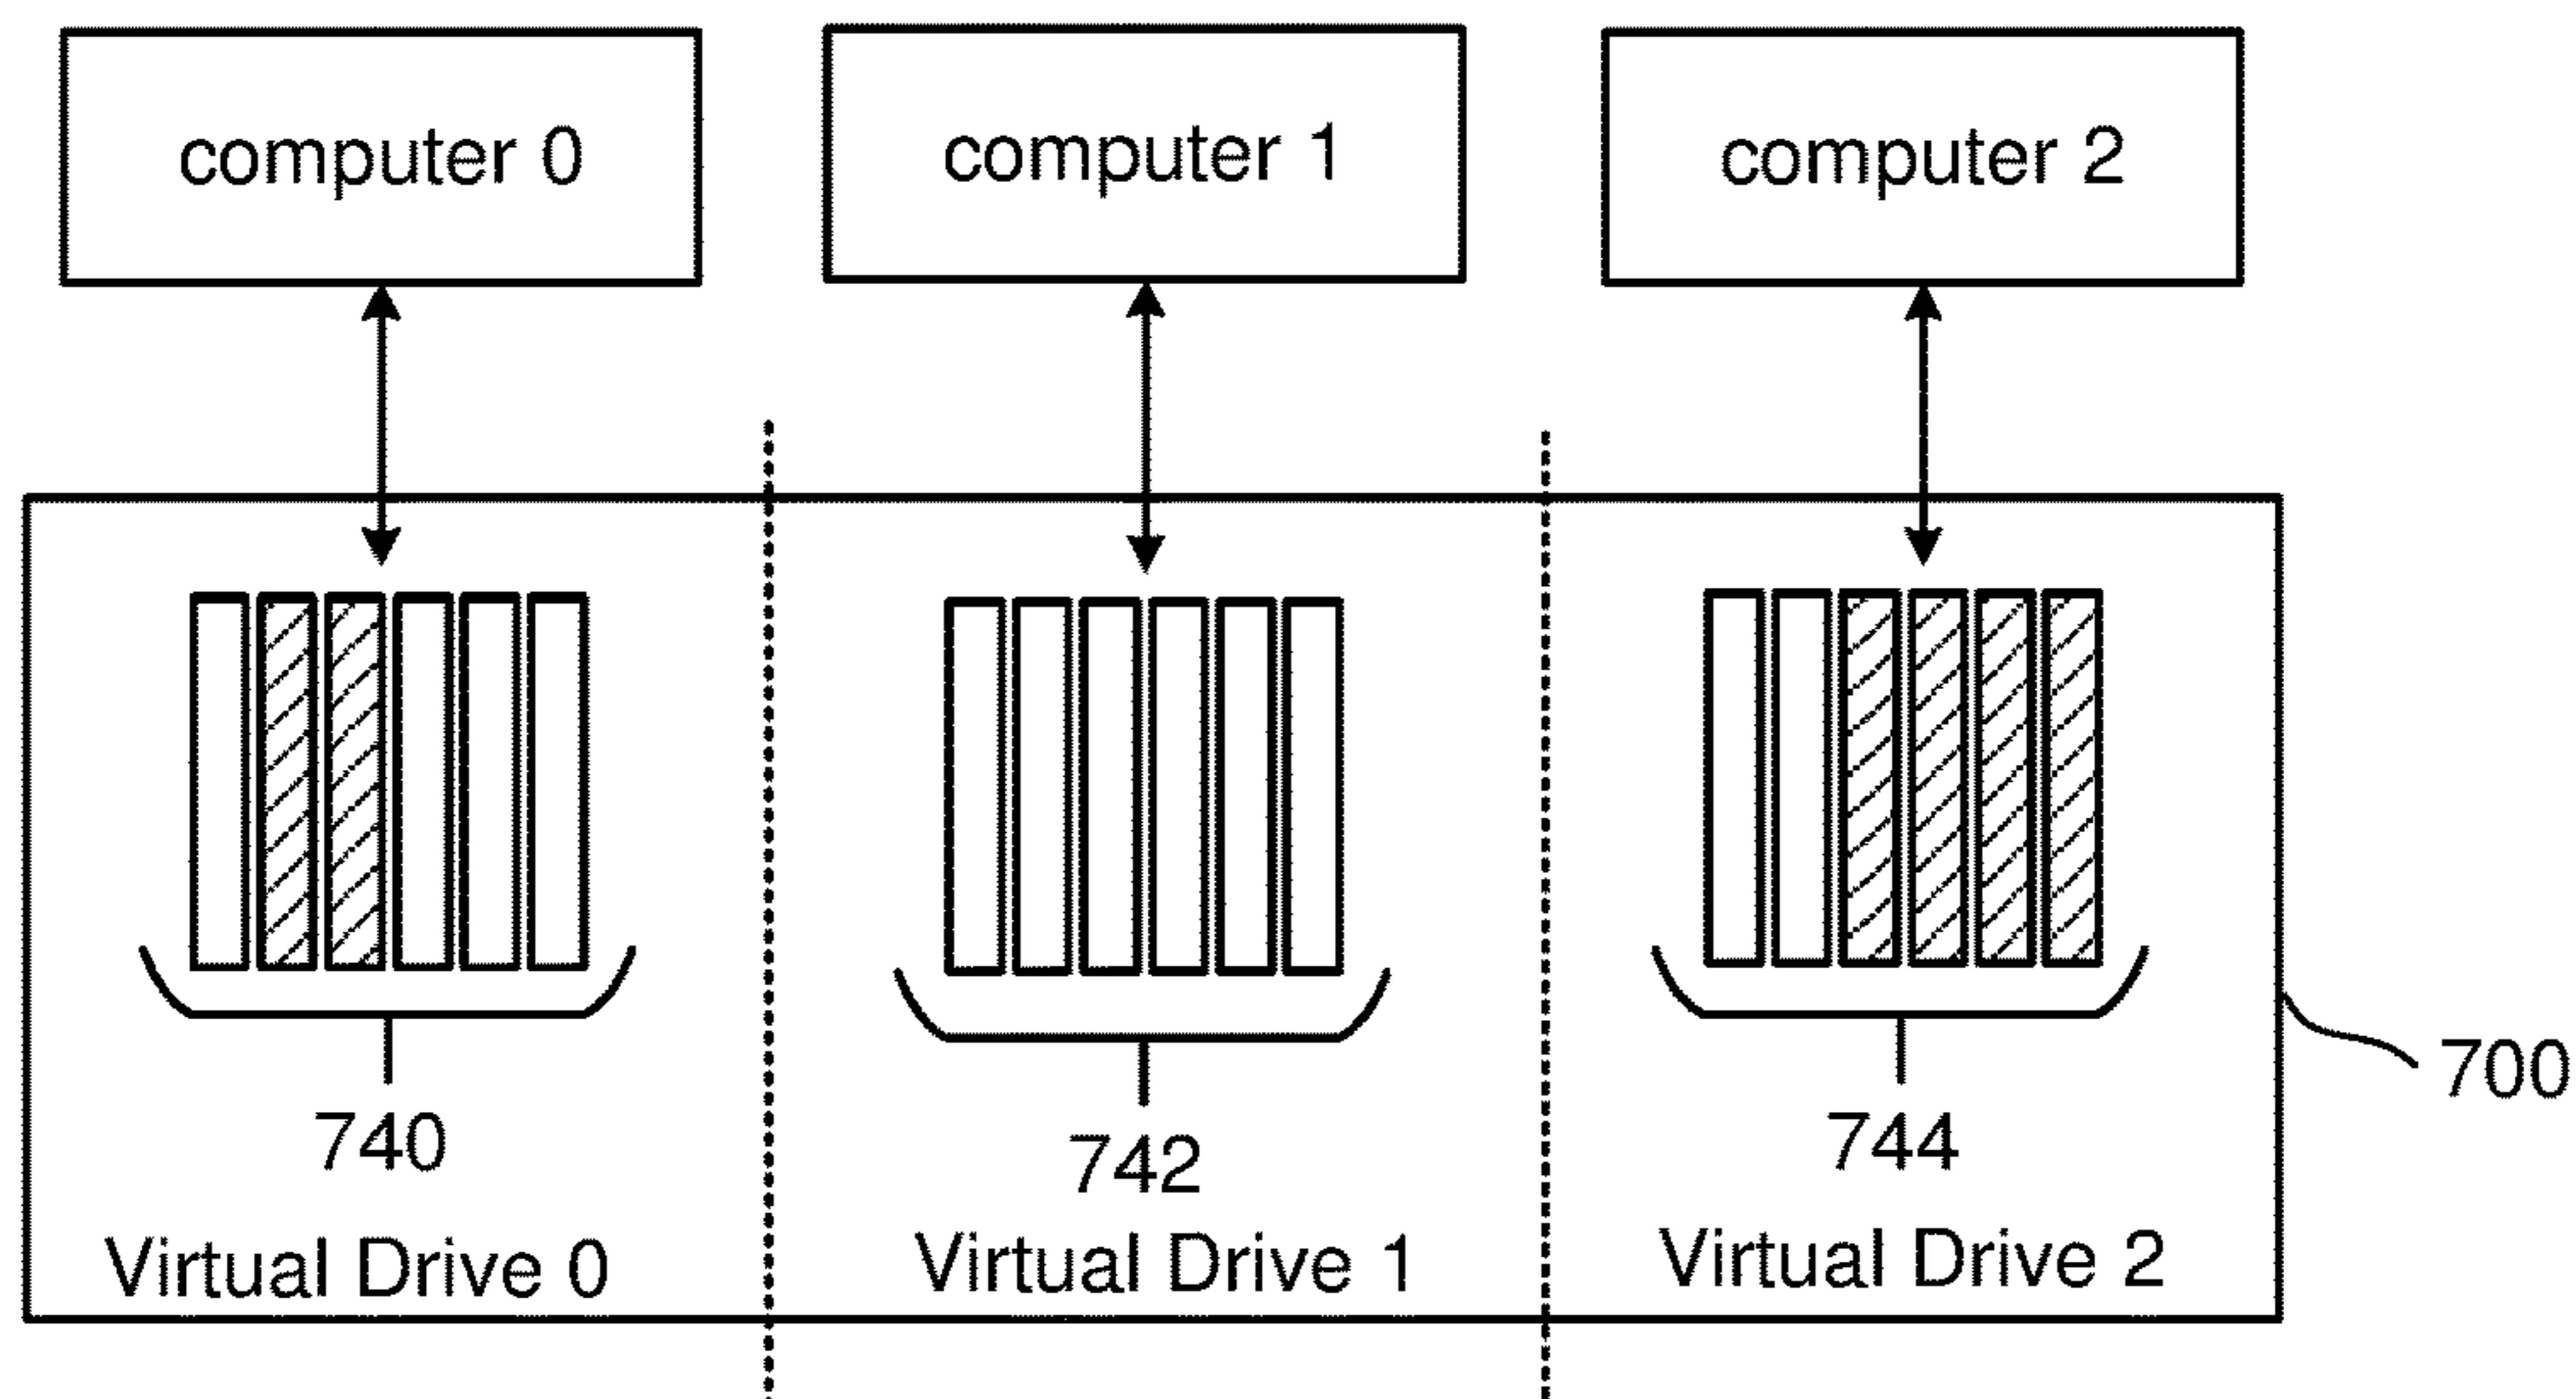 computer 0
computer 1
computer 2
740
742
744
700
Virtual Drive 0
Virtual Drive 1
Virtual Drive 2